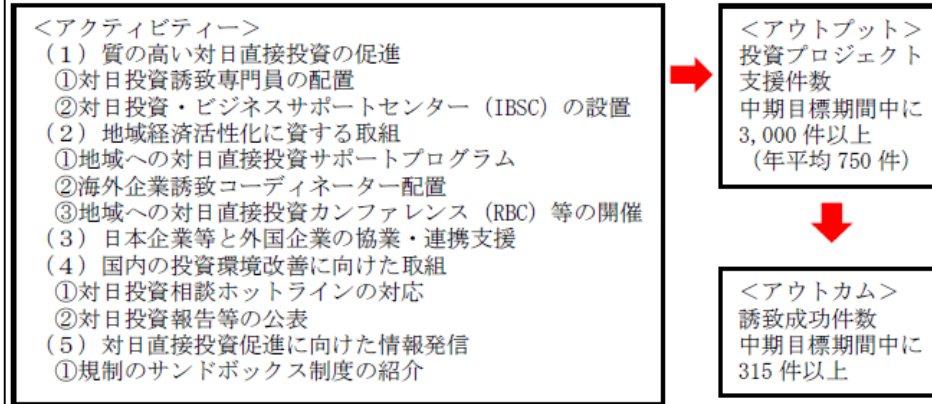 ＜アクティビティー＞
（１）質の高い対日直接投資の促進
①対日投資誘致専門員の配置
②対日投資・ビジネスサポートセンター（IBSC）の設置
（２）地域経済活性化に資する取組
①地域への対日直接投資サポートプログラム
②海外企業誘致コーディネーター配置
③地域への対日直接投資カンファレンス（RBC）等の開催
（３）日本企業等と外国企業の協業・連携支援
（４）国内の投資環境改善に向けた取組
①対日投資相談ホットラインの対応
②対日投資報告等の公表
（５）対日直接投資促進に向けた情報発信
①規制のサンドボックス制度の紹介
＜アウトプット＞
投資プロジェクト
支援件数
中期目標期間中に
3,000 件以上
（年平均 750 件）
＜アウトカム＞
誘致成功件数
中期目標期間中に
315 件以上